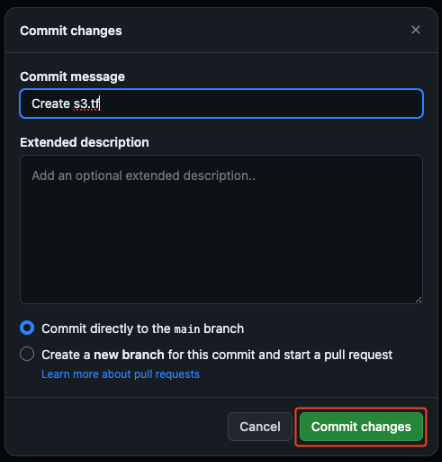 Commit changes
Commit message
Create s3.tf
Extended description
Add an optional extended description..
Commit directly to the main branch
Create a new branch for this commit and start a pull request
Learn more about pull requests
Cancel
Commit changes